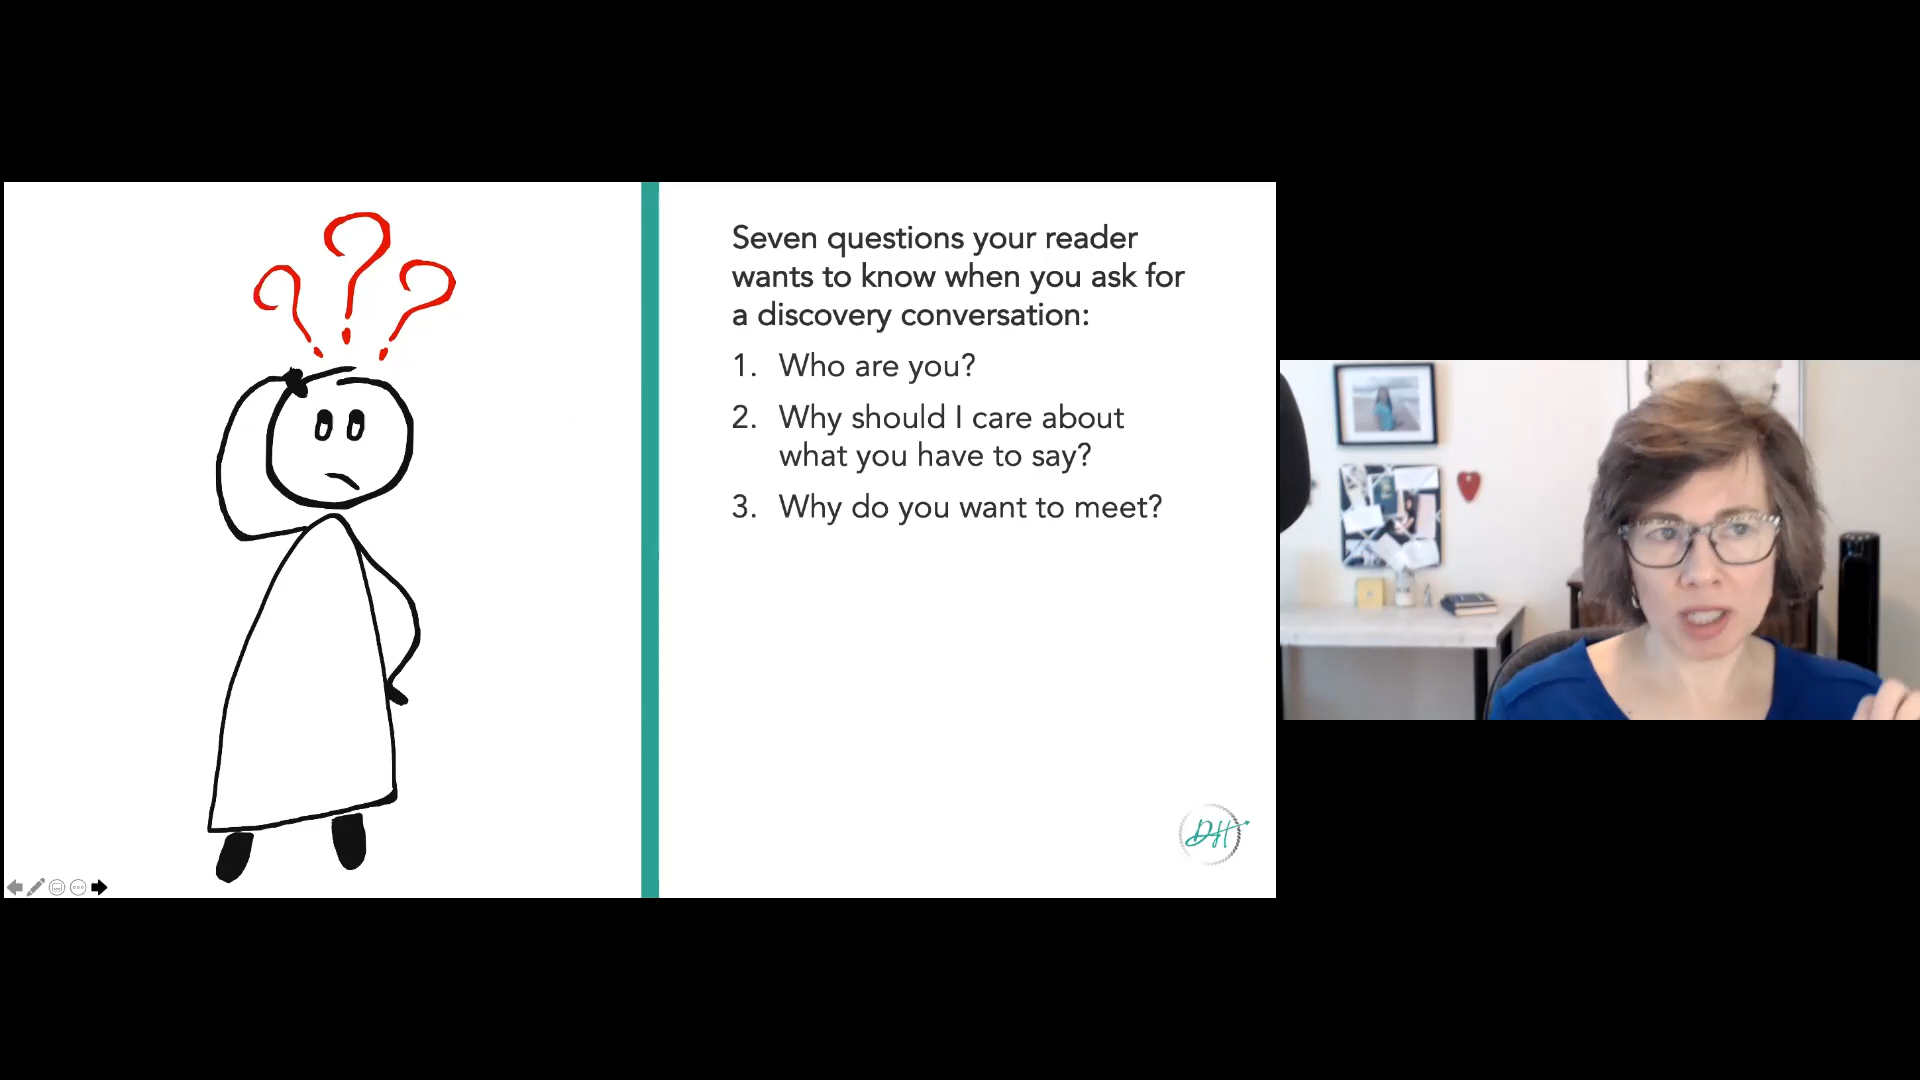 Seven questions your reader
wants to know when you ask for
a discovery conversation:
1. Who are you?
2. Why should I care about
what you have to say?
3. Why do you want to meet?
DH